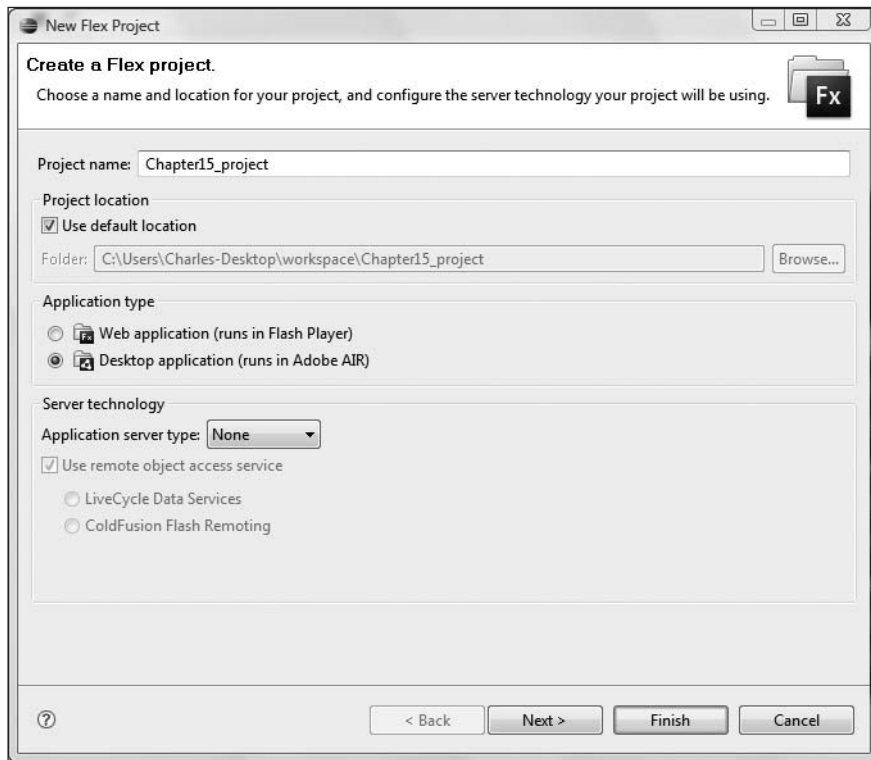 New Flex Project
Create a Flex project.
Choose a name and location for your project, and configure the server technology your project will be using.
Fx
Project name: Chapter15_project
Project location
Use default location
Folder: C:\Users\Charles-Desktop\workspace\Chapter15_project Browse...
Application type
Fx Web application (runs in Flash Player)
Desktop application (runs in Adobe AIR)
Server technology
Application server type: None
Use remote object access service
LiveCycle Data Services
ColdFusion Flash Remoting
? < Back Next > Finish Cancel